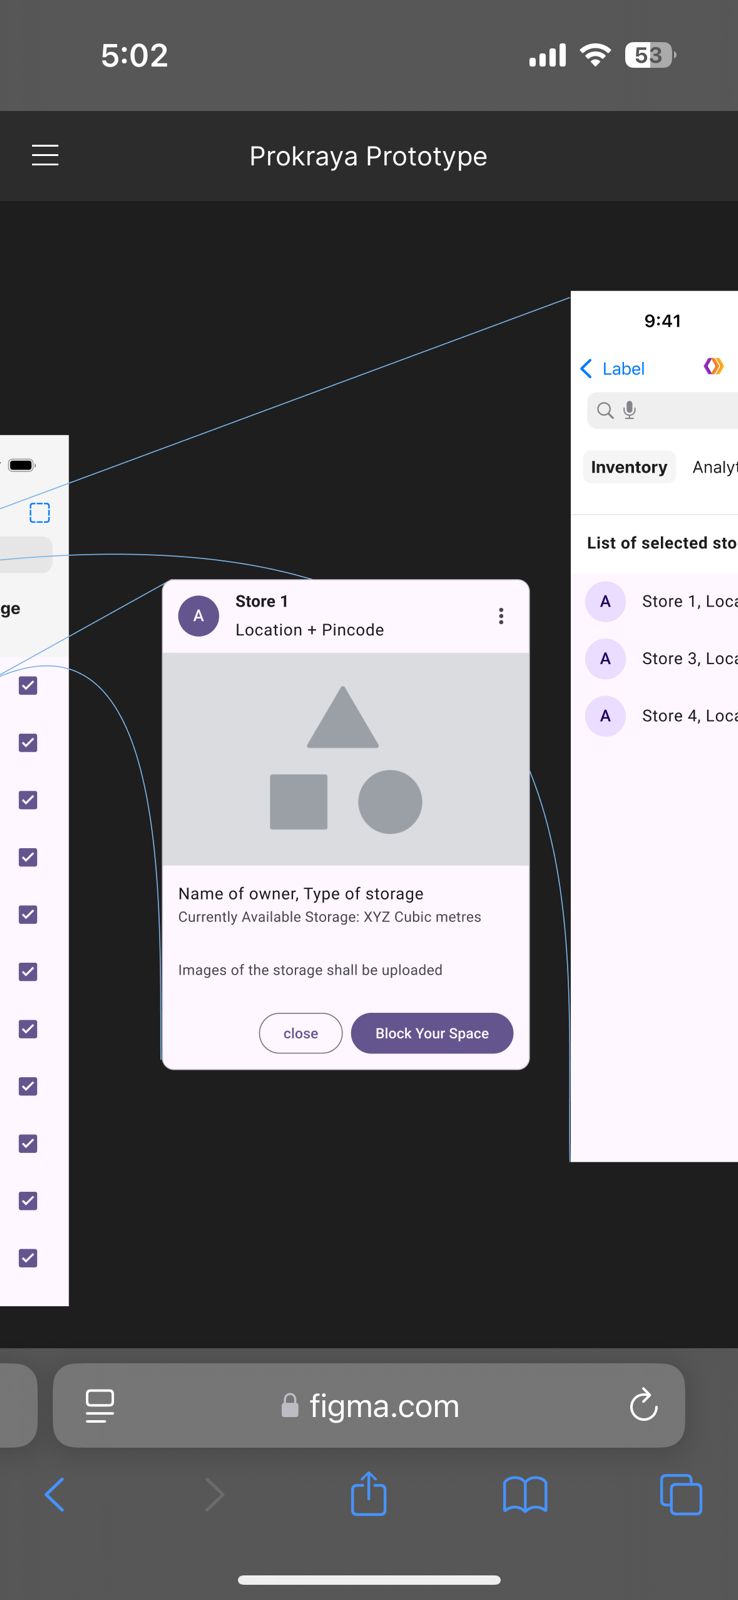 5:02
53
Prokraya Prototype
9:41
Label
Inventory
Analyt
List of selected sto
A
Store 1, Loca
A
Store 3, Loca
A
Store 4, Loca
ge
A
Store 1
Location + Pincode
Name of owner, Type of storage
Currently Available Storage: XYZ Cubic metres
Images of the storage shall be uploaded
close
Block Your Space
figma.com